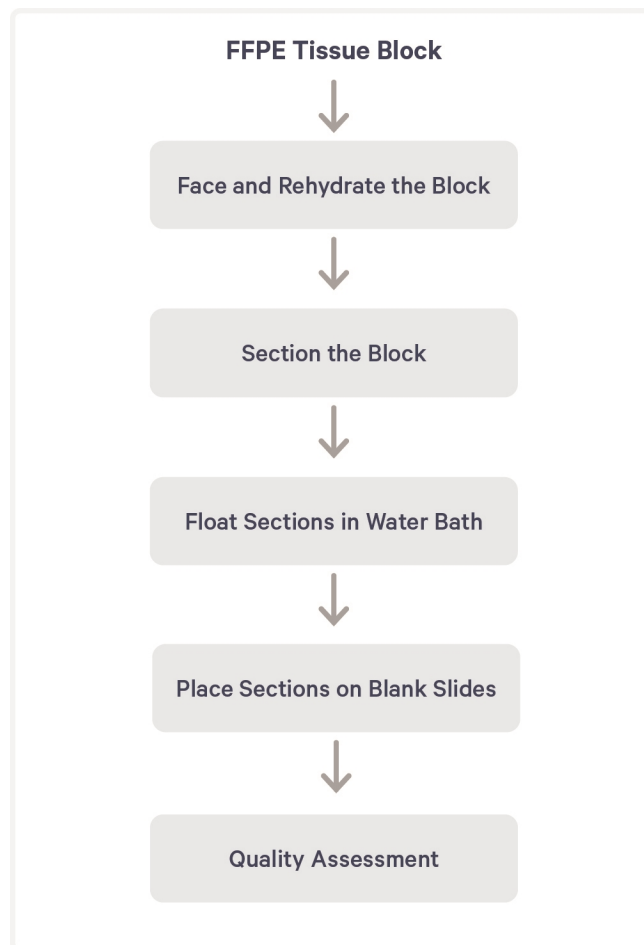 FFPE Tissue Block
Face and Rehydrate the Block
Section the Block
Float Sections in Water Bath
Place Sections on Blank Slides
Quality Assessment